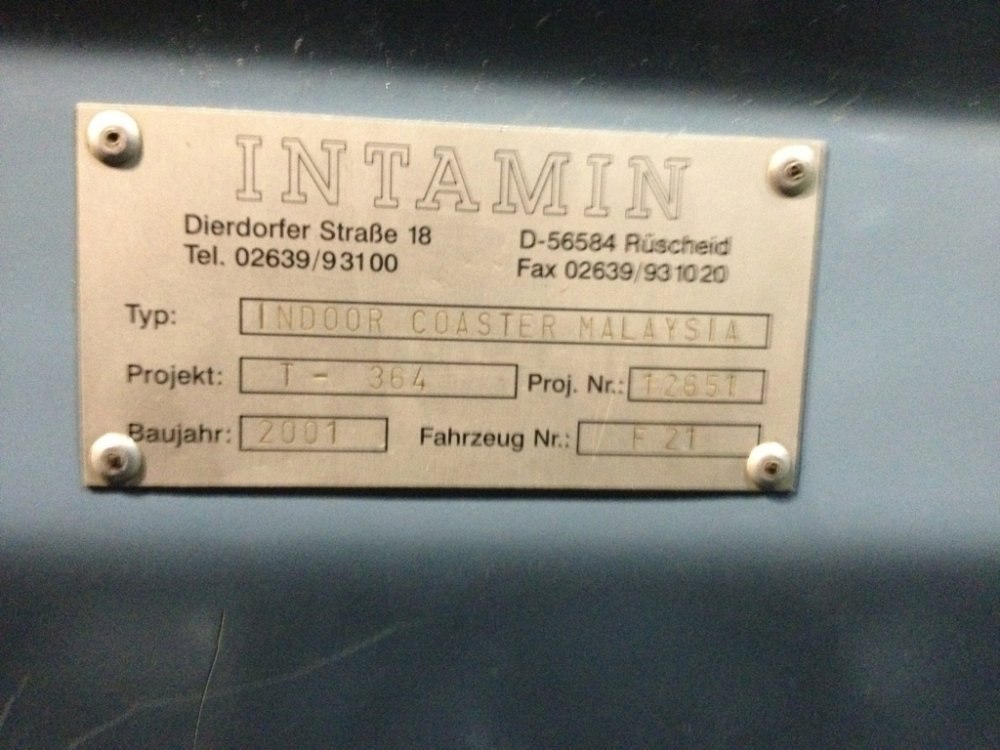 INTAMIN
Dierdorfer Straße 18 D-56584 Rüscheid
Tel. 02639/93100 Fax 02639/931020
Typ: INDOOR COASTER MALAYSIA
Projekt: T - 364 Proj. Nr.: 12651
Baujahr: 2001 Fahrzeug Nr.: F 21